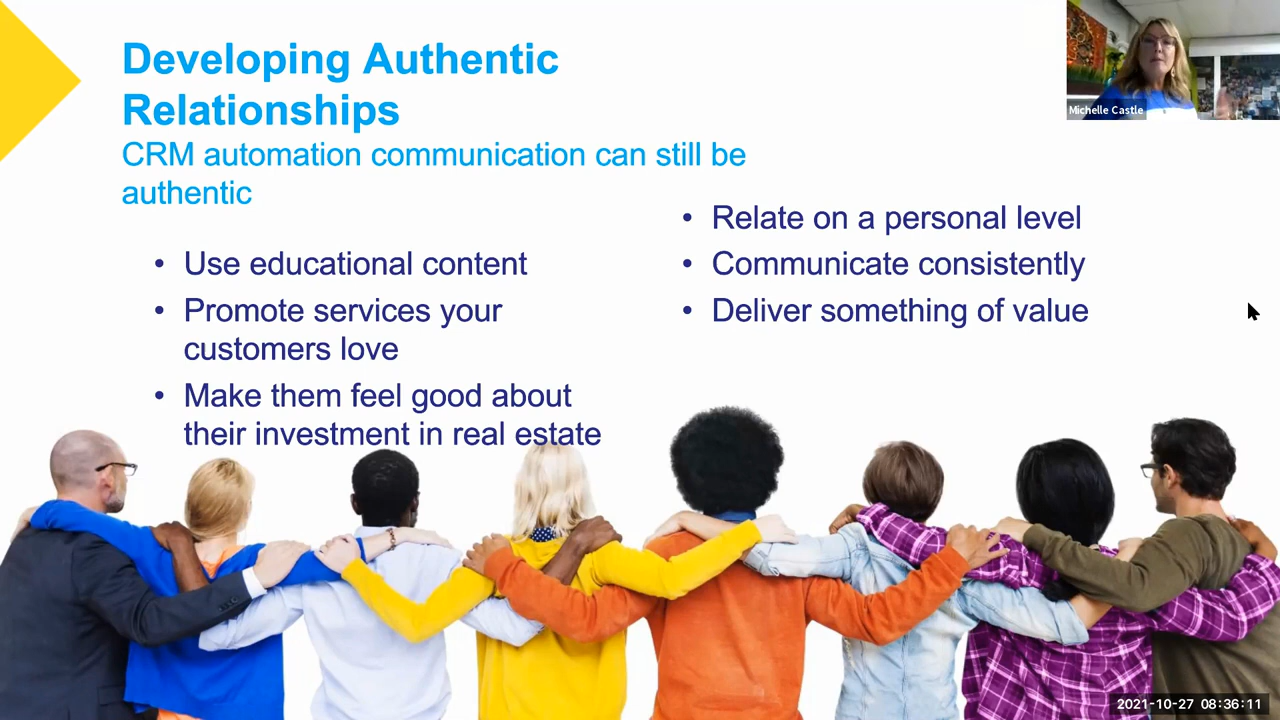 Developing Authentic
Relationships
CRM automation communication can still be
authentic
• Use educational content
• Promote services your
customers love
• Make them feel good about
their investment in real estate
• Relate on a personal level
• Communicate consistently
• Deliver something of value
Michelle Castle
2021-10-27 08:36:11